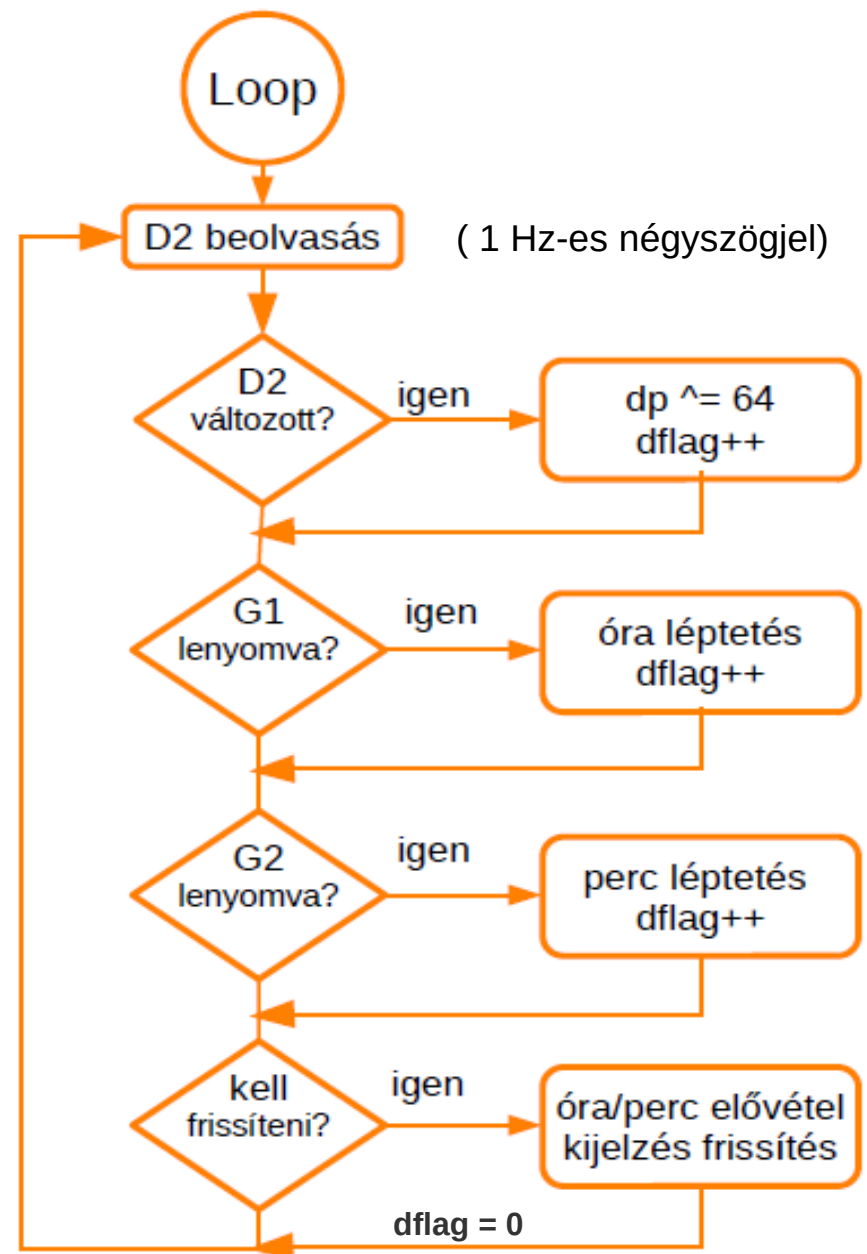 Loop
D2 beolvasás
( 1 Hz-es négyszögjel)
D2
változott?
igen
dp ^= 64
dflag++
G1
lenyomva?
igen
óra léptetés
dflag++
G2
lenyomva?
igen
perc léptetés
dflag++
kell
frissíteni?
igen
óra/perc elővétel
kijelzés frissítés
dflag = 0